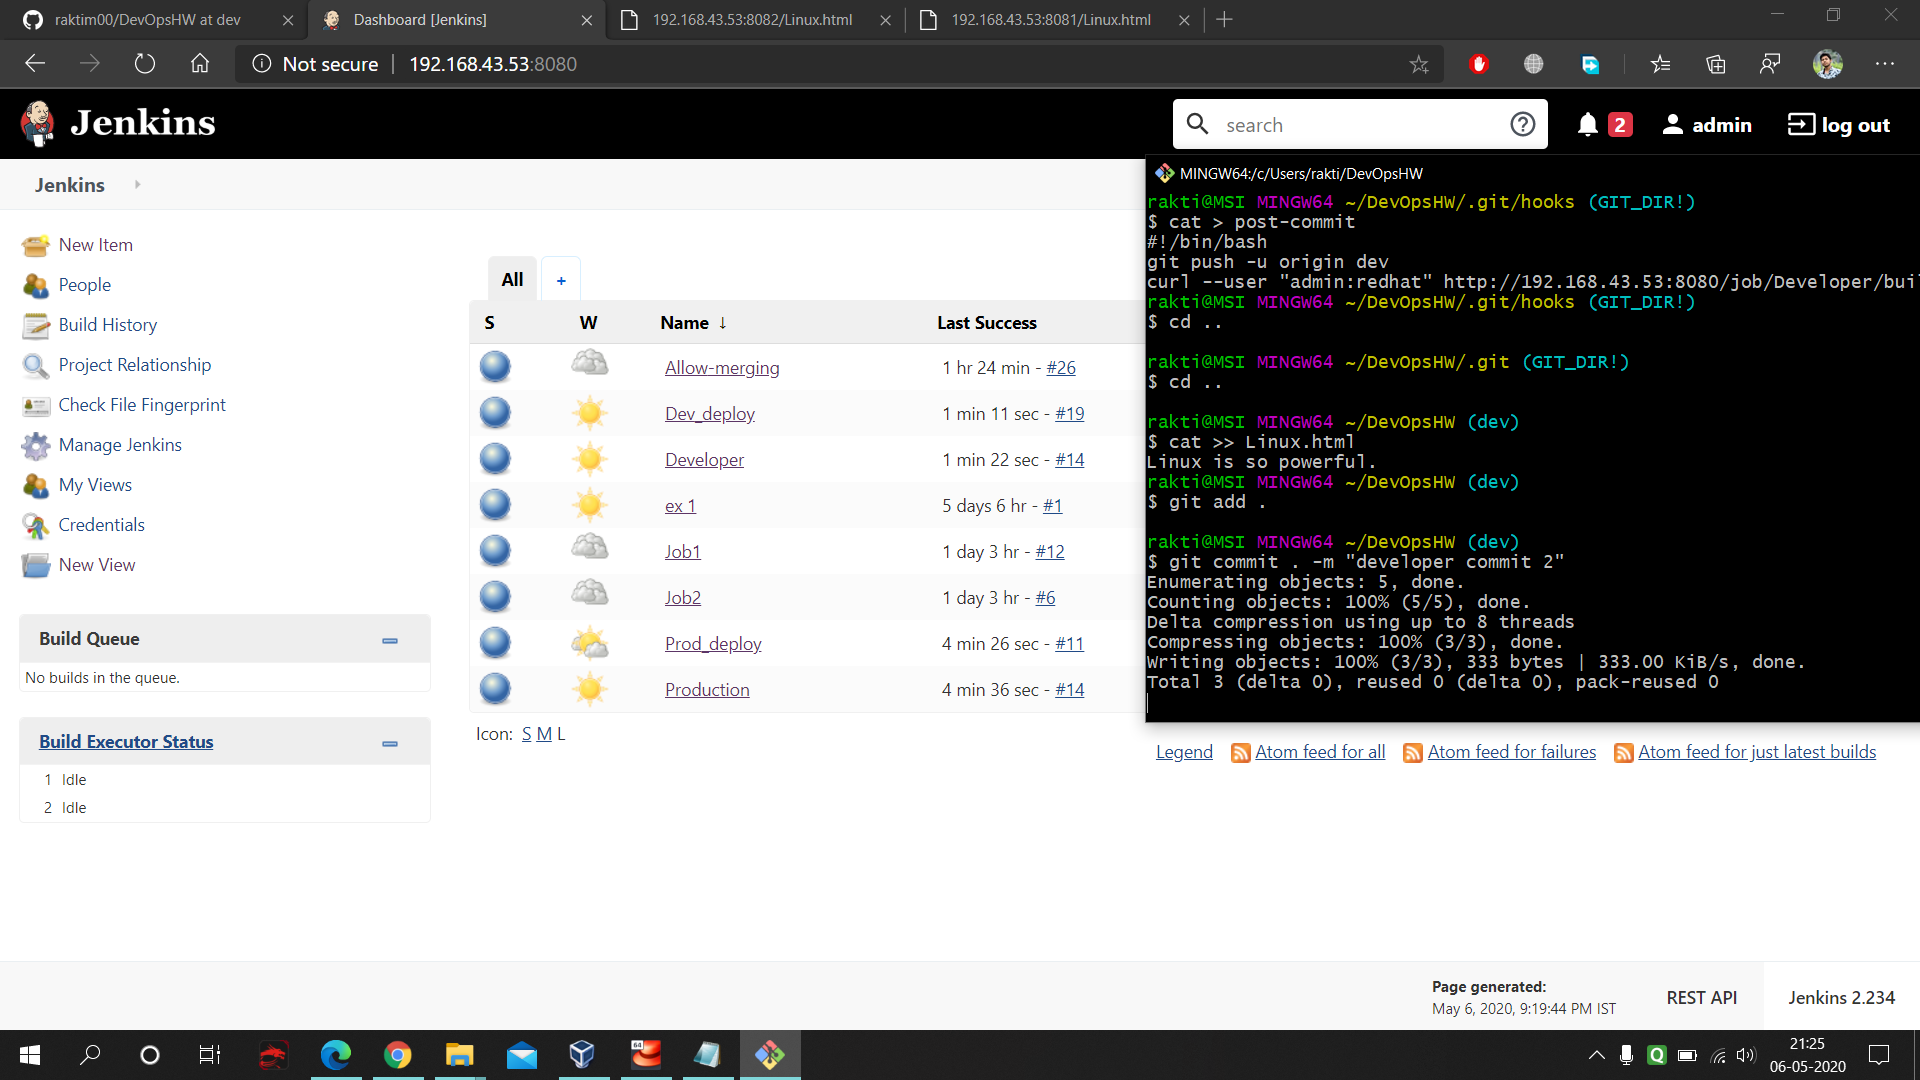 raktim00/DevOpsHW at dev
Dashboard [Jenkins]
192.168.43.53:8082/Linux.html
192.168.43.53:8081/Linux.html
Not secure | 192.168.43.53:8080
Jenkins
search
2
admin
log out
Jenkins
New Item
People
Build History
Project Relationship
Check File Fingerprint
Manage Jenkins
My Views
Credentials
New View
Build Queue
No builds in the queue.
Build Executor Status
1 Idle
2 Idle
All
+
S W Name ↓ Last Success
Allow-merging 1 hr 24 min - #26
Dev_deploy 1 min 11 sec - #19
Developer 1 min 22 sec - #14
ex 1 5 days 6 hr - #1
Job1 1 day 3 hr - #12
Job2 1 day 3 hr - #6
Prod_deploy 4 min 26 sec - #11
Production 4 min 36 sec - #14
Icon: S M L
MINGW64:/c/Users/rakti/DevOpsHW
rakti@MSI MINGW64 ~/DevOpsHW/.git/hooks (GIT_DIR!)
$ cat > post-commit
#!/bin/bash
git push -u origin dev
curl --user "admin:redhat" http://192.168.43.53:8080/job/Developer/bui
rakti@MSI MINGW64 ~/DevOpsHW/.git/hooks (GIT_DIR!)
$ cd ..
rakti@MSI MINGW64 ~/DevOpsHW/.git (GIT_DIR!)
$ cd ..
rakti@MSI MINGW64 ~/DevOpsHW (dev)
$ cat >> Linux.html
Linux is so powerful.
rakti@MSI MINGW64 ~/DevOpsHW (dev)
$ git add .
rakti@MSI MINGW64 ~/DevOpsHW (dev)
$ git commit . -m "developer commit 2"
Enumerating objects: 5, done.
Counting objects: 100% (5/5), done.
Delta compression using up to 8 threads
Compressing objects: 100% (3/3), done.
Writing objects: 100% (3/3), 333 bytes | 333.00 KiB/s, done.
Total 3 (delta 0), reused 0 (delta 0), pack-reused 0
Legend Atom feed for all Atom feed for failures Atom feed for just latest builds
Page generated:
May 6, 2020, 9:19:44 PM IST
REST API
Jenkins 2.234
64
Q
21:25
06-05-2020